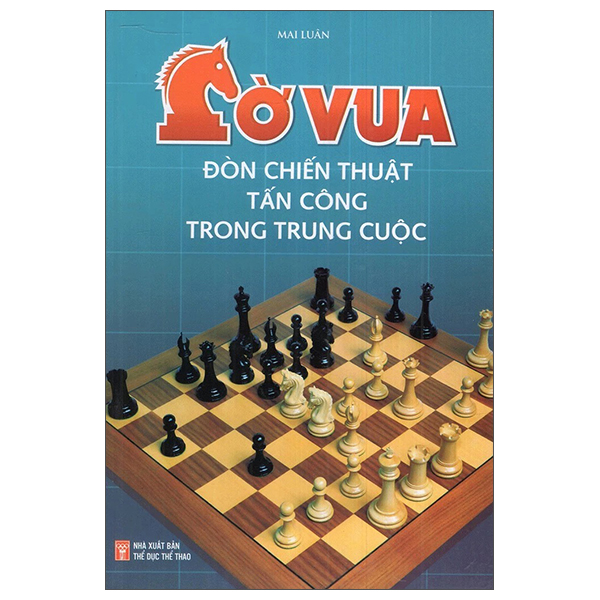 MAI LUÂN
CỜ VUA
ĐÒN CHIẾN THUẬT
TẤN CÔNG
TRONG TRUNG CUỘC
NHÀ XUẤT BẢN
THỂ DỤC THỂ THAO